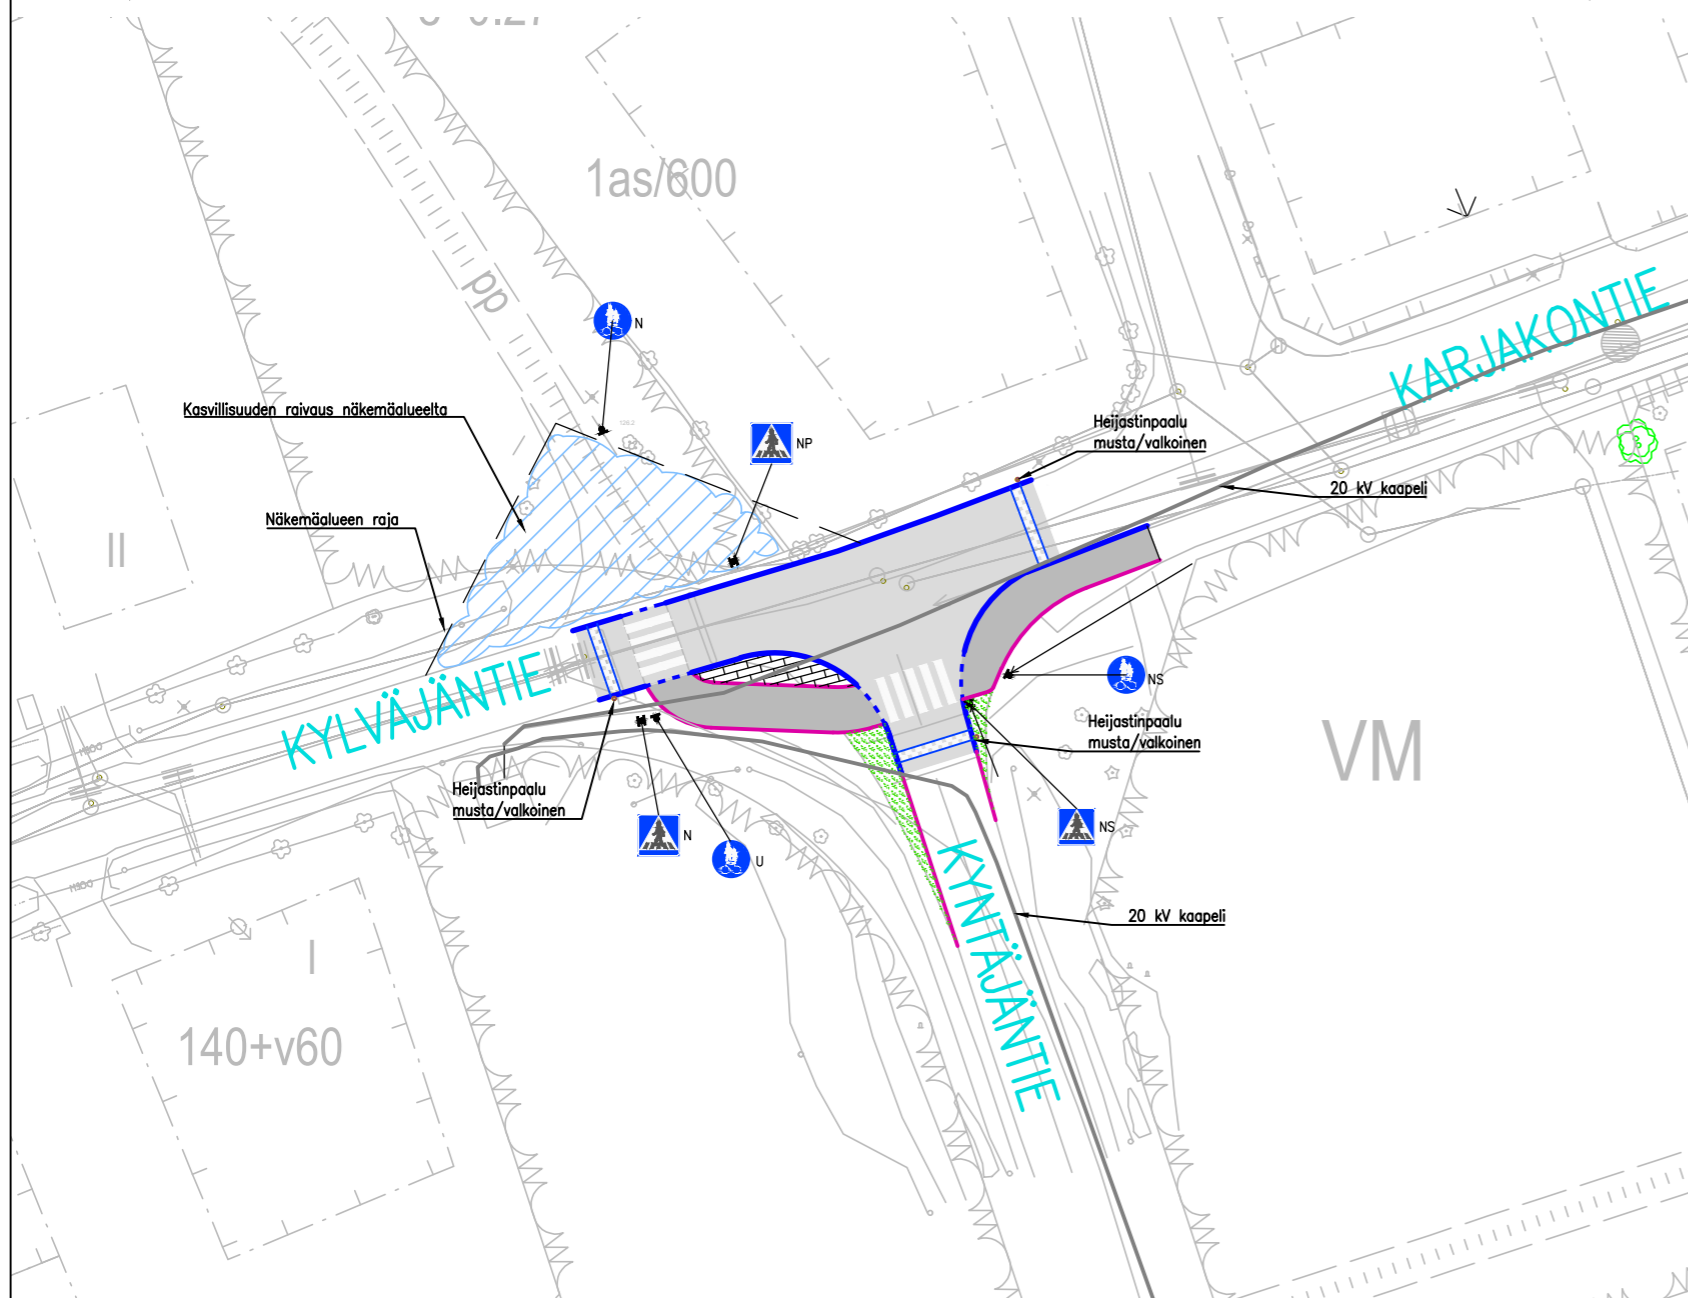 1as/600
pp
N
KARJAKONTIE
Kasvillisuuden raivaus näkemäalueelta
NP
Heijastinpaalu
musta/valkoinen
20 kV kaapeli
Näkemäalueen raja
II
KYLVÄJÄNTIE
NS
Heijastinpaalu
musta/valkoinen
VM
Heijastinpaalu
musta/valkoinen
N
U
NS
KYNTÄJÄNTIE
20 kV kaapeli
I
140+v60